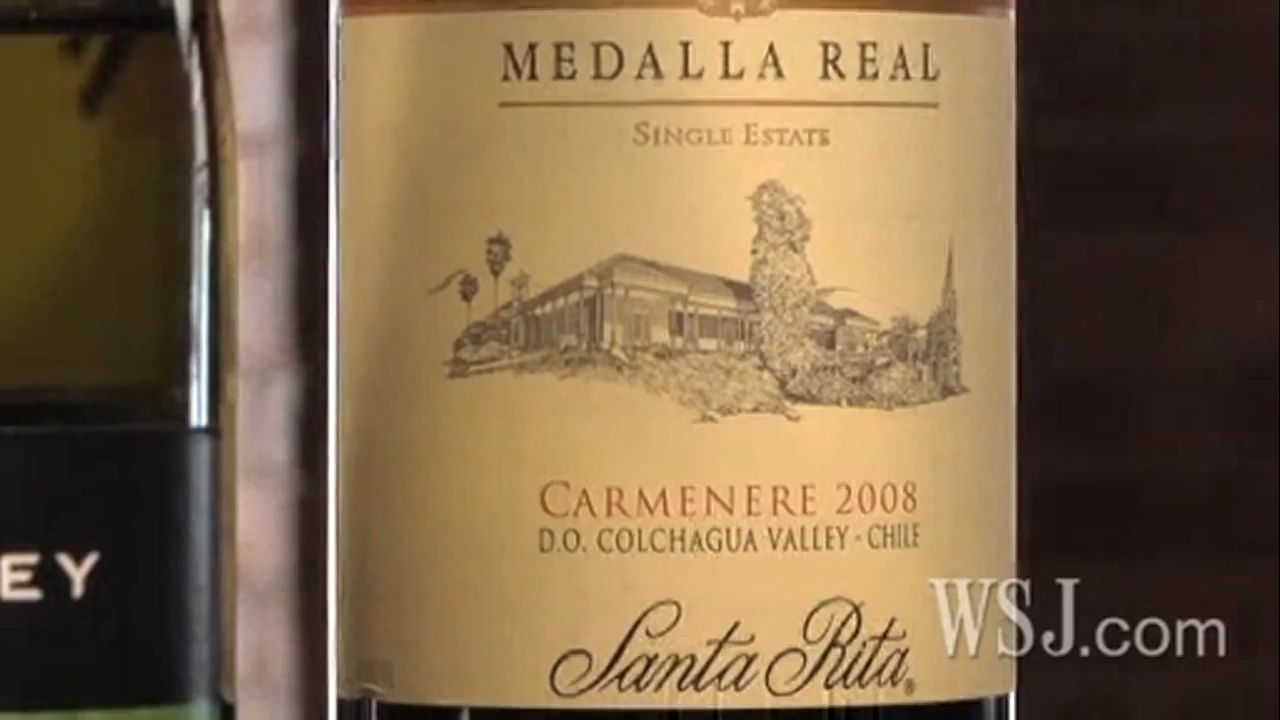 MEDALLA REAL
SINGLE ESTATE
CARMENERE 2008
D.O. COLCHAGUA VALLEY - CHILE
Santa Rita®
EY
WSJ.com